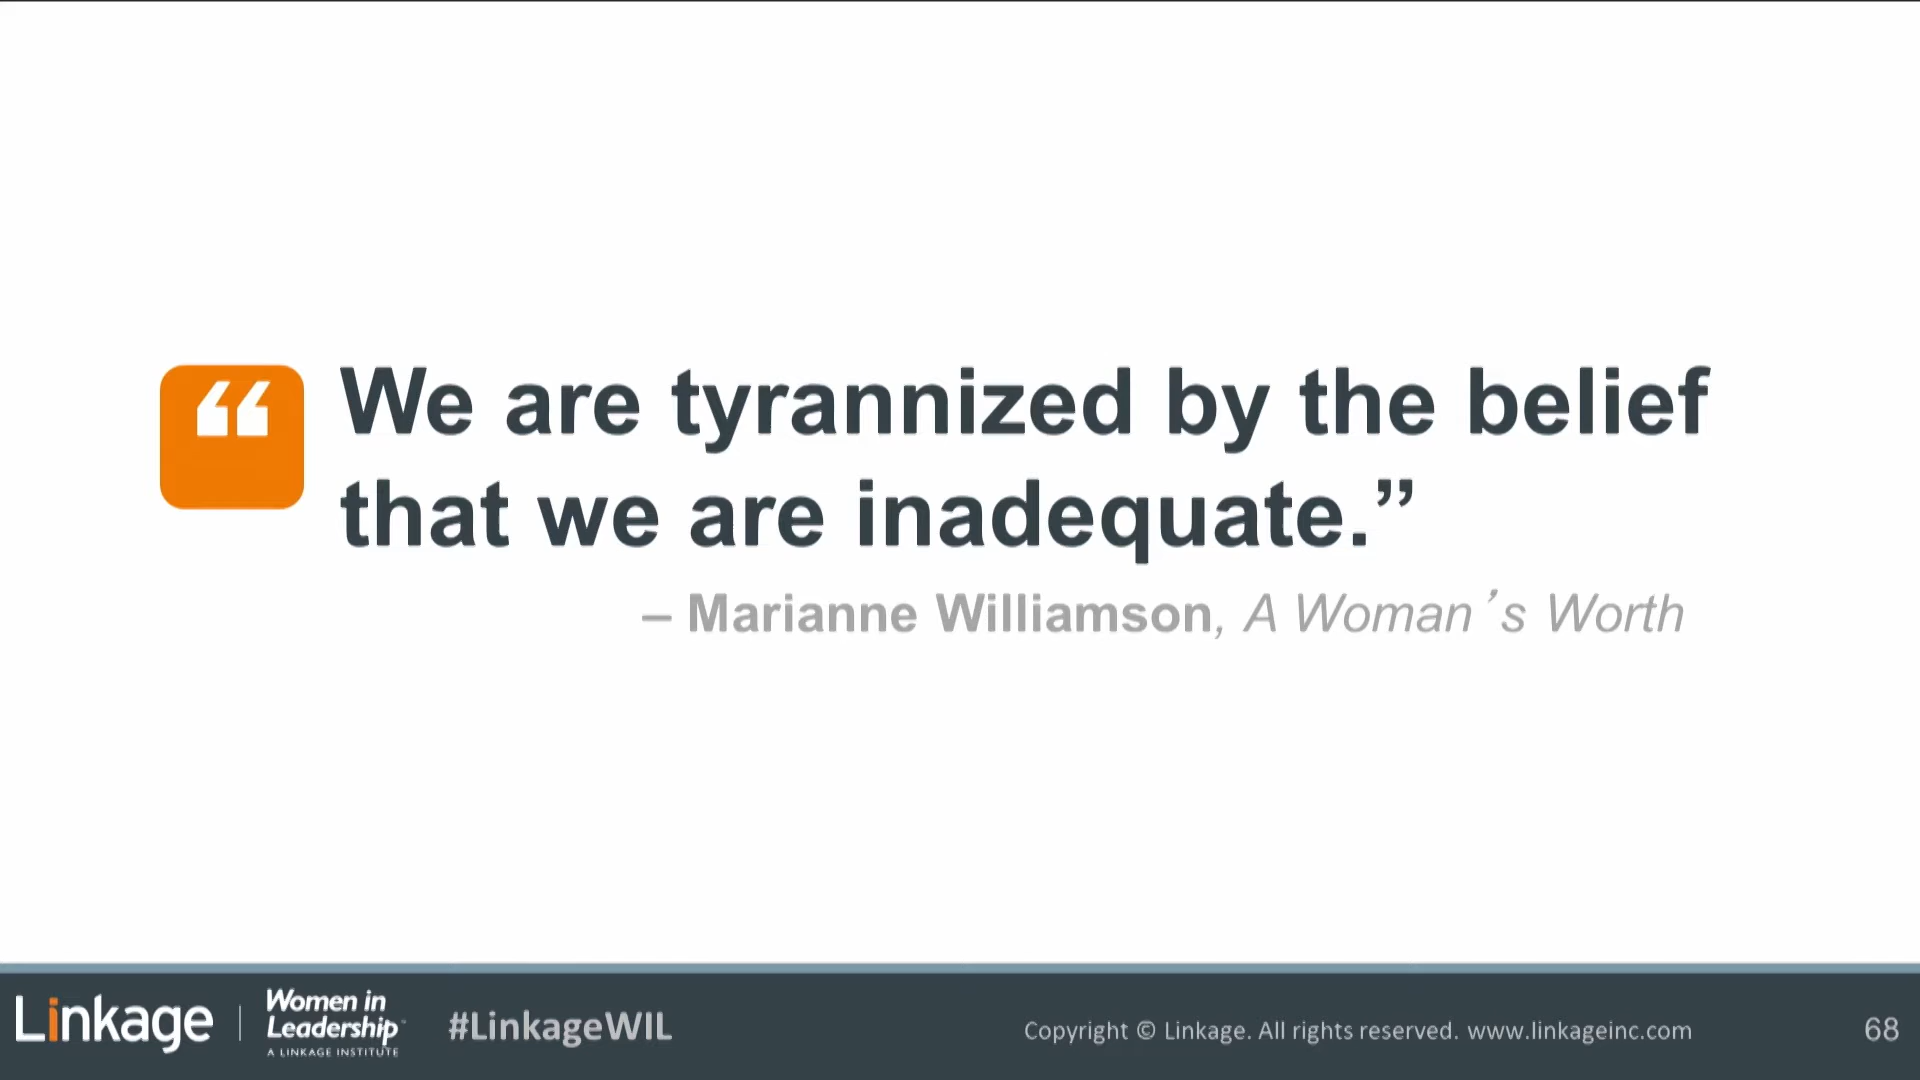 “We are tyrannized by the belief
that we are inadequate.”
– Marianne Williamson, A Woman’s Worth
Linkage
Women in
Leadership™
A LINKAGE INSTITUTE
#LinkageWIL
Copyright © Linkage. All rights reserved. www.linkageinc.com
68